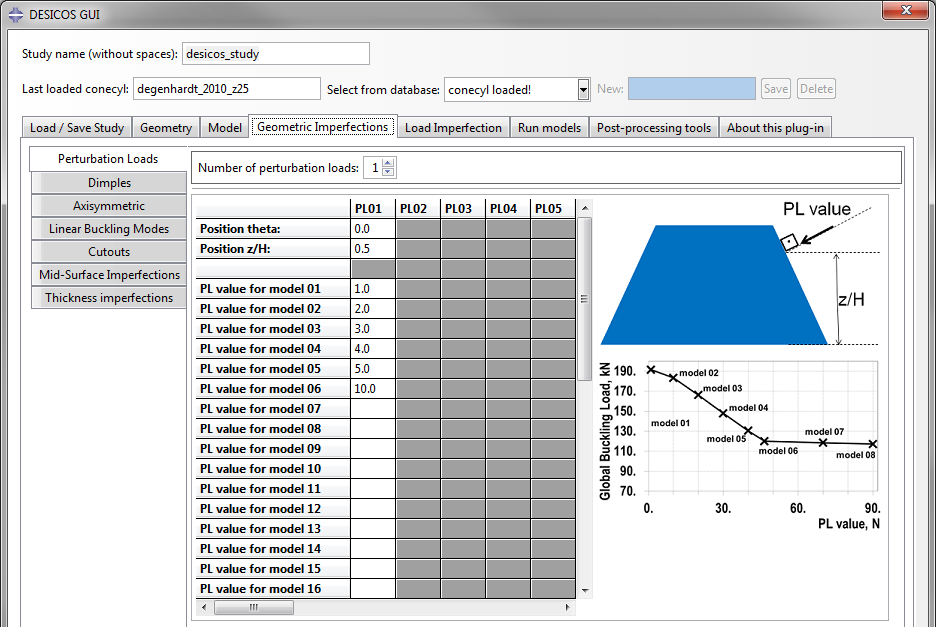 DESICOS GUI
Study name (without spaces): desicos_study
Last loaded conecyl: degenhardt_2010_z25 Select from database: conecyl loaded! New: Save Delete
Load / Save Study Geometry Model Geometric Imperfections Load Imperfection Run models Post-processing tools About this plug-in
Perturbation Loads
Dimples
Axisymmetric
Linear Buckling Modes
Cutouts
Mid-Surface Imperfections
Thickness imperfections
Number of perturbation loads: 1
PL01 PL02 PL03 PL04 PL05
Position theta: 0.0
Position z/H: 0.5
PL value for model 01 1.0
PL value for model 02 2.0
PL value for model 03 3.0
PL value for model 04 4.0
PL value for model 05 5.0
PL value for model 06 10.0
PL value for model 07
PL value for model 08
PL value for model 09
PL value for model 10
PL value for model 11
PL value for model 12
PL value for model 13
PL value for model 14
PL value for model 15
PL value for model 16
PL value
z/H
Global Buckling Load, kN
190.
170.
150.
130.
110.
90.
70.
model 02
model 03
model 04
model 01
model 05
model 07
model 06
model 08
0. 30. 60. 90.
PL value, N